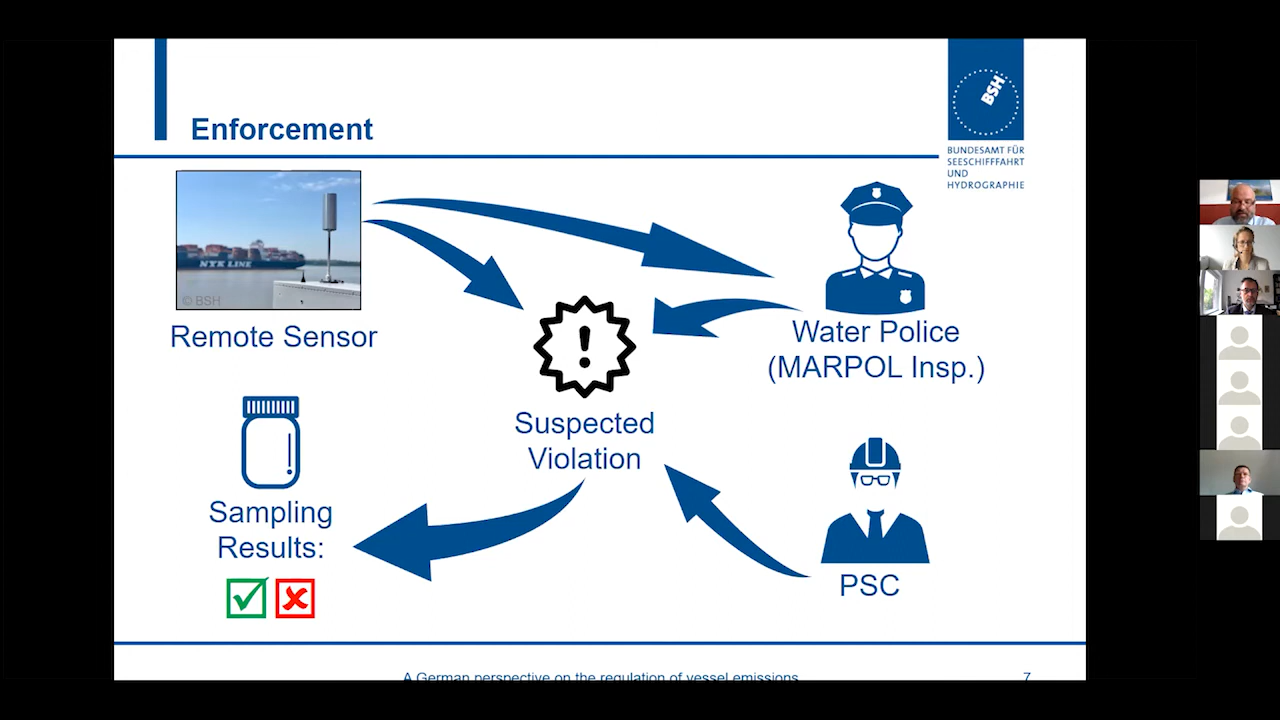 Enforcement
BSH
BUNDESAMT FÜR
SEESCHIFFFAHRT
UND
HYDROGRAPHIE
NYK LINE
© BSH
Remote Sensor
Water Police
(MARPOL Insp.)
Suspected
Violation
Sampling
Results:
PSC
A German perspective on the regulation of vessel emissions
7